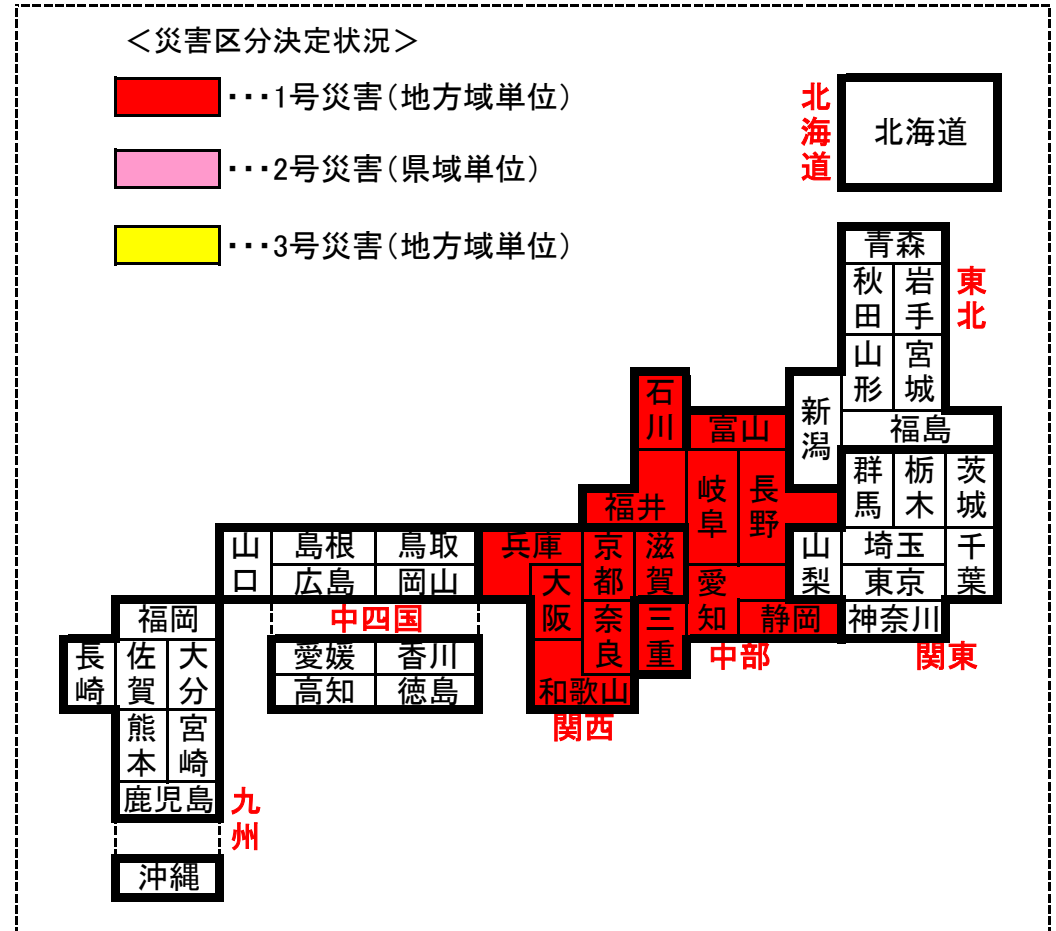 <災害区分決定状況>
・・・1号災害(地方域単位)
・・・2号災害(県域単位)
・・・3号災害(地方域単位)
北海道
北海道
青森
秋田
岩手
東北
山形
宮城
石川
新潟
富山
福島
群馬
栃木
茨城
福井
岐阜
長野
山口
島根
鳥取
兵庫
京都
滋賀
山梨
埼玉
千葉
広島
岡山
大阪
愛知
東京
福岡
中四国
奈良
三重
静岡
神奈川
長崎
佐賀
大分
愛媛
香川
中部
関東
高知
徳島
和歌山
関西
熊本
宮崎
鹿児島
九州
沖縄